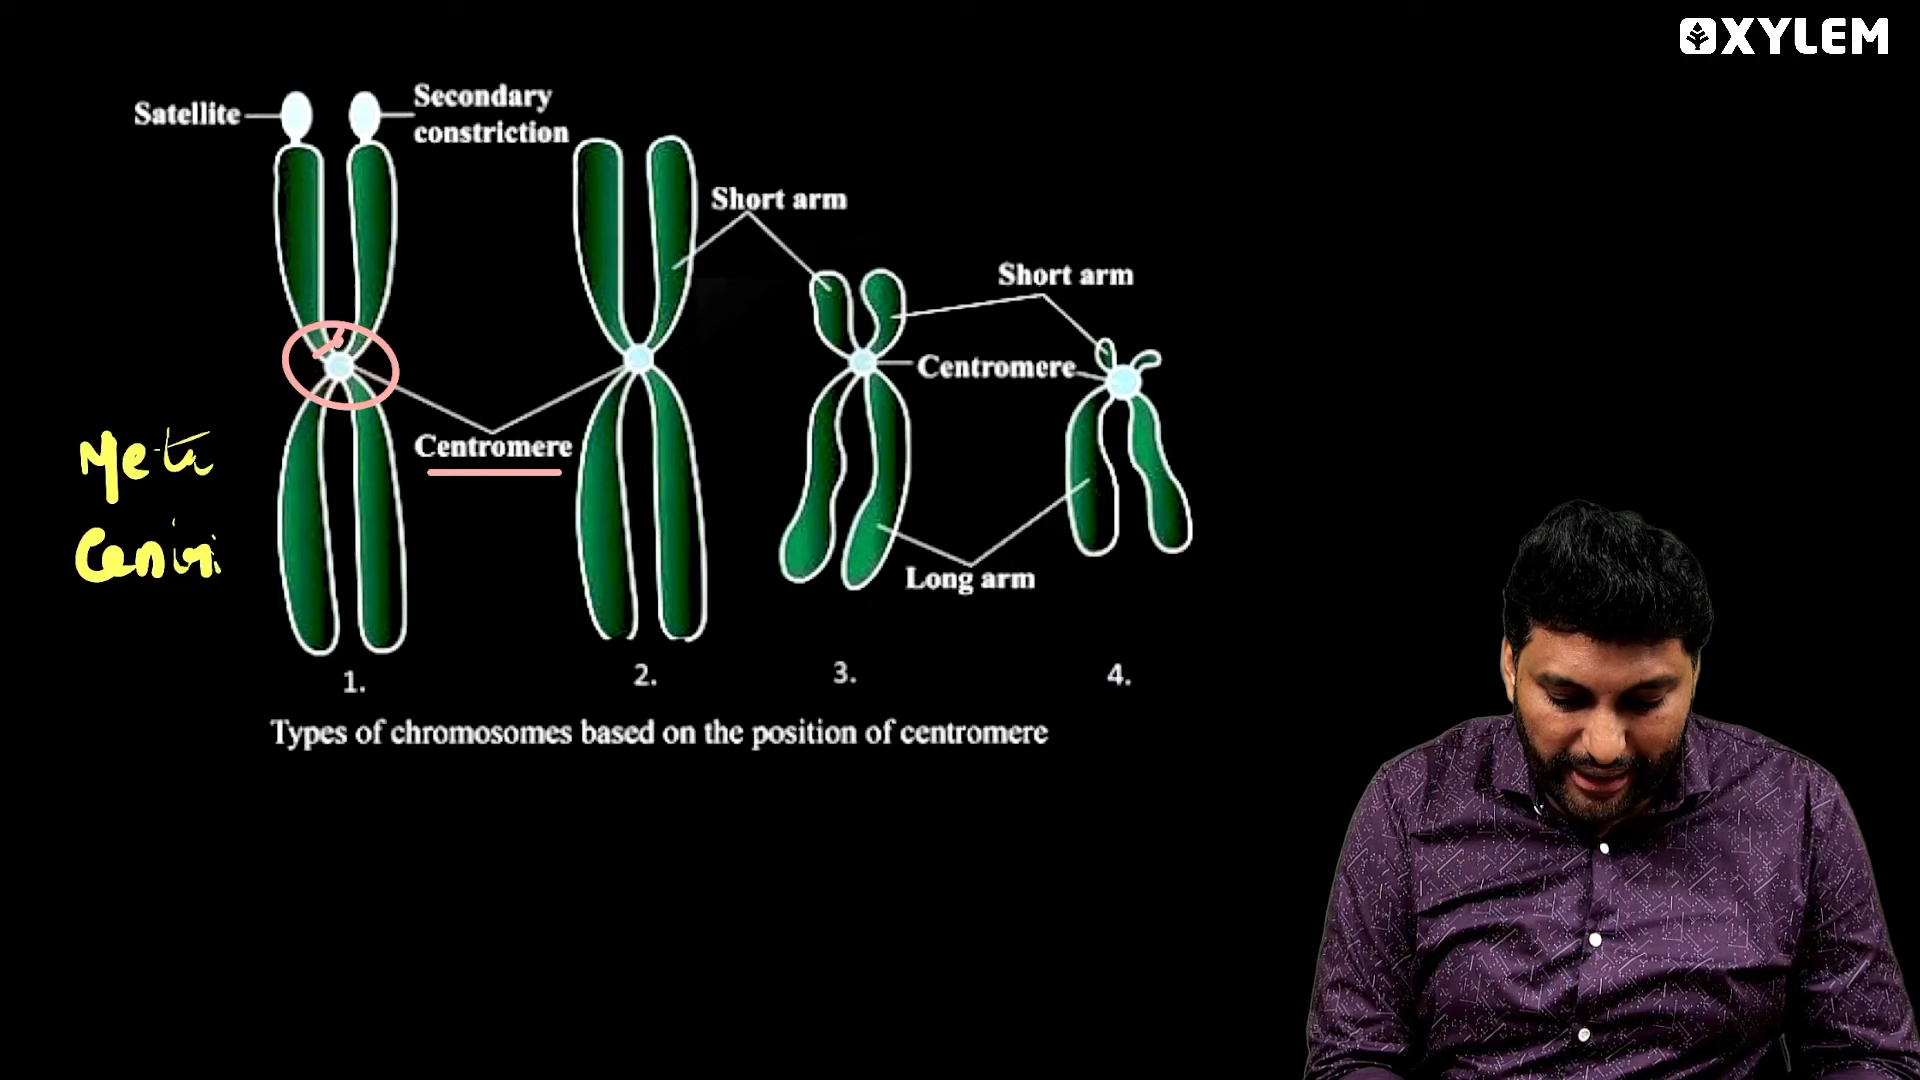 OXYLEM
Satellite
Secondary
constriction
Short arm
Short arm
Centromere
Centromere
Meta
Long arm
1.
2.
3.
4.
Types of chromosomes based on the position of centromere